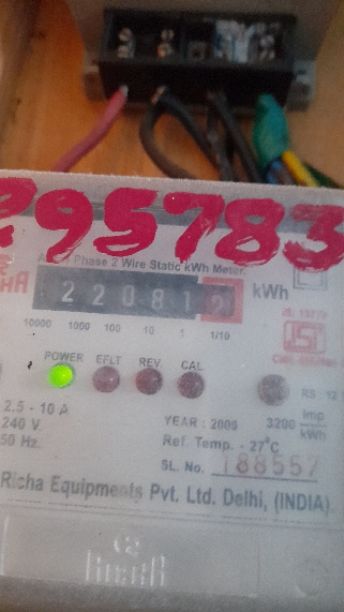 295783
Phase 2 Wire Static kWh Meter.
220812 kWh
10000 1000 100 10 1 1/10
POWER EFLT REV. CAL
2.5 - 10 A
240 V.
50 Hz.
YEAR : 2009 3200 imp/kWh
Ref. Temp. - 27°C
SL. No. 188557
Richa Equipments Pvt. Ltd. Delhi, (INDIA).